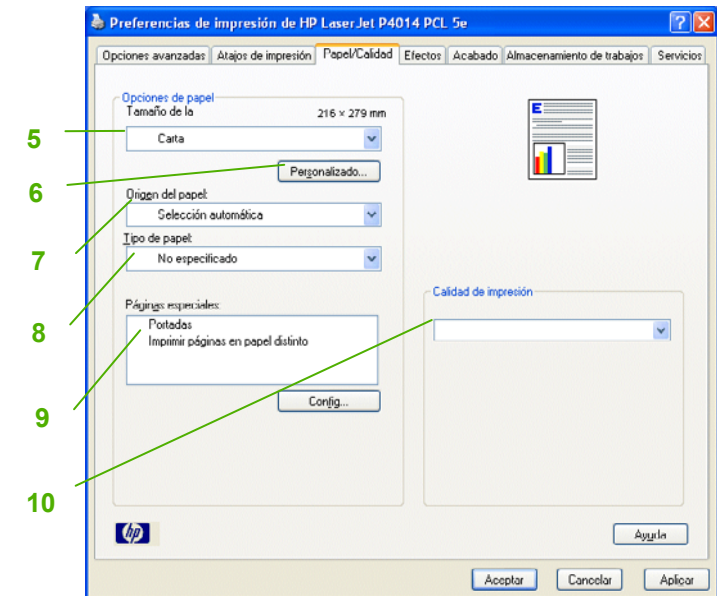 Preferencias de impresión de HP LaserJet P4014 PCL 5e
Opciones avanzadas Atajos de impresión Papel/Calidad Efectos Acabado Almacenamiento de trabajos Servicios
Opciones de papel
Tamaño de la 216 × 279 mm
5
Carta
6
Personalizado...
Origen del papel:
7
Selección automática
Tipo de papel:
8
No especificado
Páginas especiales:
9
Portadas
Imprimir páginas en papel distinto
Config...
E
Calidad de impresión
10
hp
Ayuda
Aceptar Cancelar Aplicar